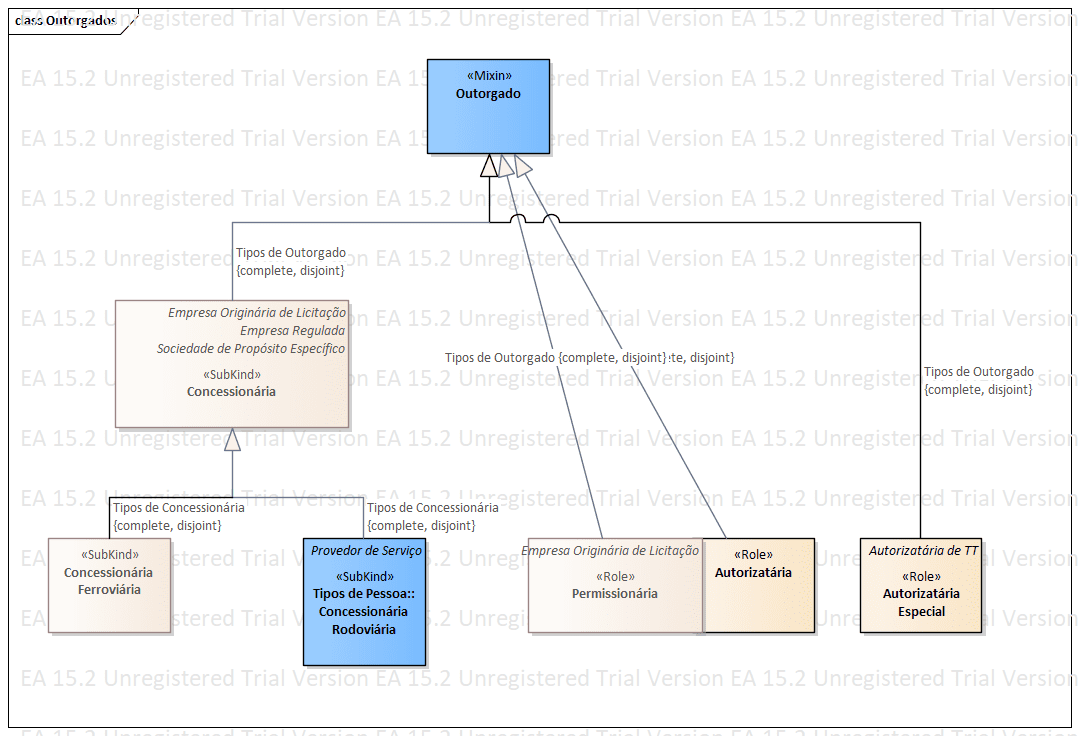 class Outorgados
«Mixin»
Outorgado
Tipos de Outorgado
{complete, disjoint}
Empresa Originária de Licitação
Empresa Regulada
Sociedade de Propósito Específico
«SubKind»
Concessionária
Tipos de Outorgado {complete, disjoint}
te, disjoint}
Tipos de Outorgado
{complete, disjoint}
Tipos de Concessionária
{complete, disjoint}
Tipos de Concessionária
{complete, disjoint}
«SubKind»
Concessionária
Ferroviária
Provedor de Serviço
«SubKind»
Tipos de Pessoa::
Concessionária
Rodoviária
Empresa Originária de Licitação
«Role»
Permissionária
«Role»
Autorizatária
Autorizatária de TT
«Role»
Autorizatária
Especial
EA 15.2 Unregistered Trial Version EA 15.2 Unregistered Trial Version EA 15.2 Unregistered Trial Version